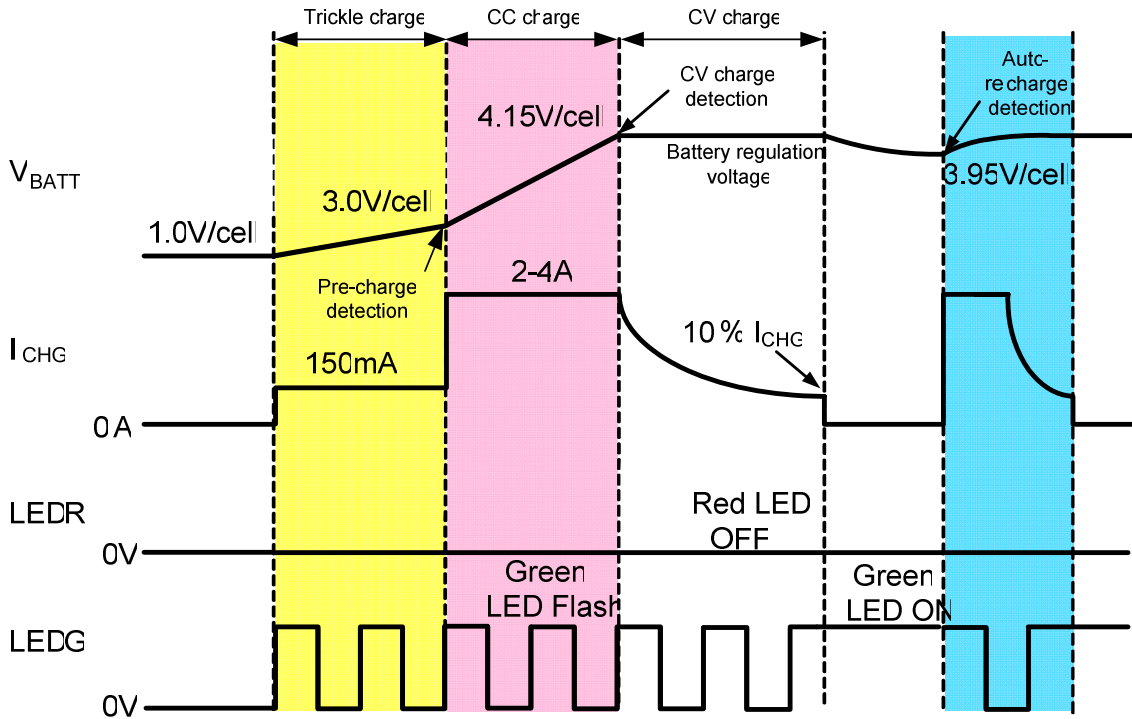 Trickle charge
CC charge
CV charge
CV charge
detection
Auto-
recharge
detection
4.15V/cell
Battery regulation
voltage
VBATT
3.0V/cell
3.95V/cell
1.0V/cell
Pre-charge
detection
2-4A
10% ICHG
ICHG
150mA
0A
Red LED
OFF
LEDR
0V
Green
LED Flash
Green
LED ON
LEDG
0V